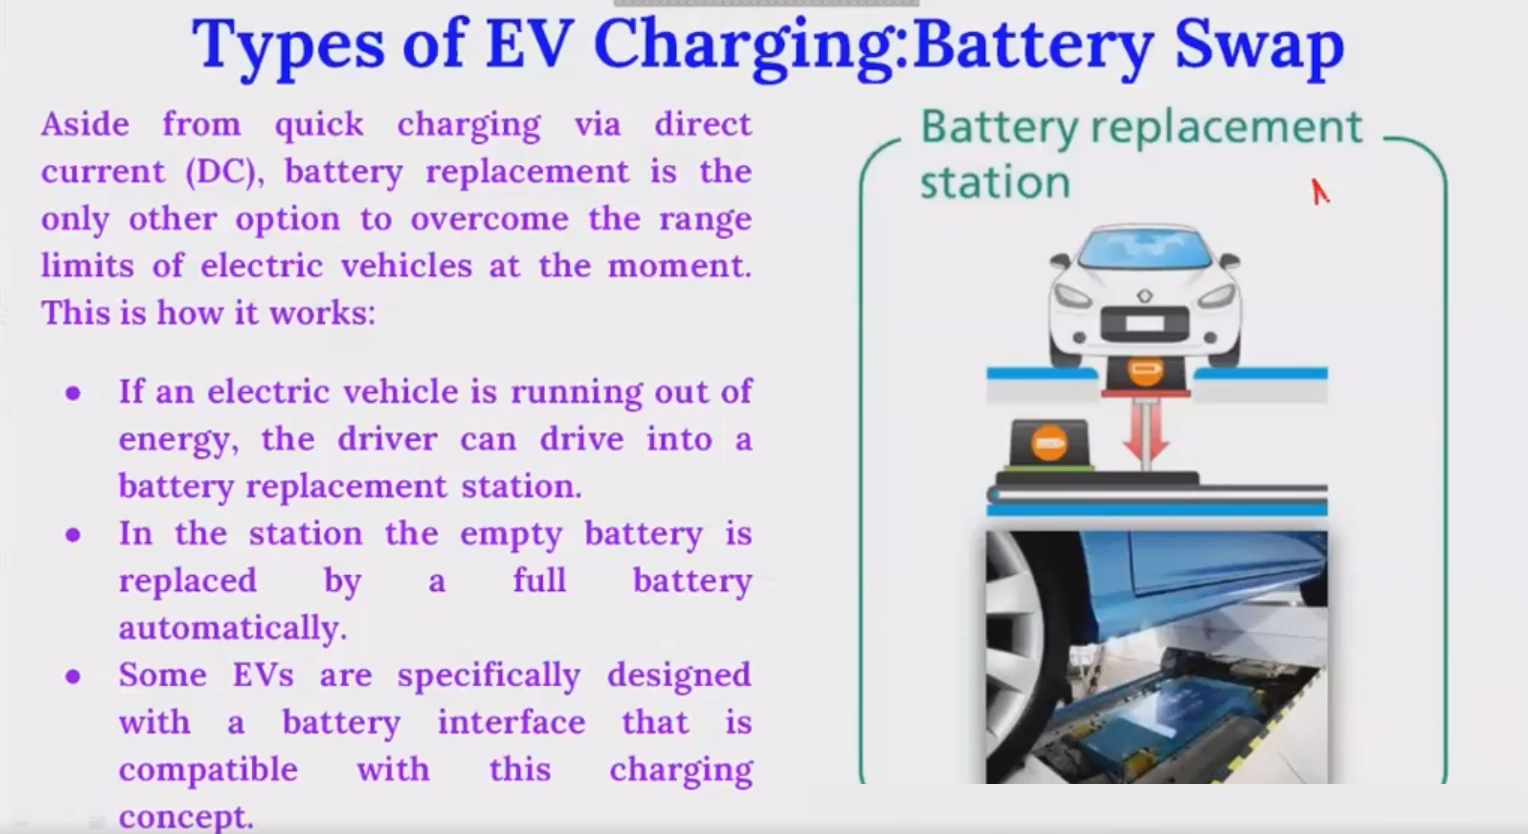 Types of EV Charging:Battery Swap
Aside from quick charging via direct
current (DC), battery replacement is the
only other option to overcome the range
limits of electric vehicles at the moment.
This is how it works:
● If an electric vehicle is running out of
energy, the driver can drive into a
battery replacement station.
● In the station the empty battery is
replaced by a full battery
automatically.
● Some EVs are specifically designed
with a battery interface that is
compatible with this charging
concept.
Battery replacement
station